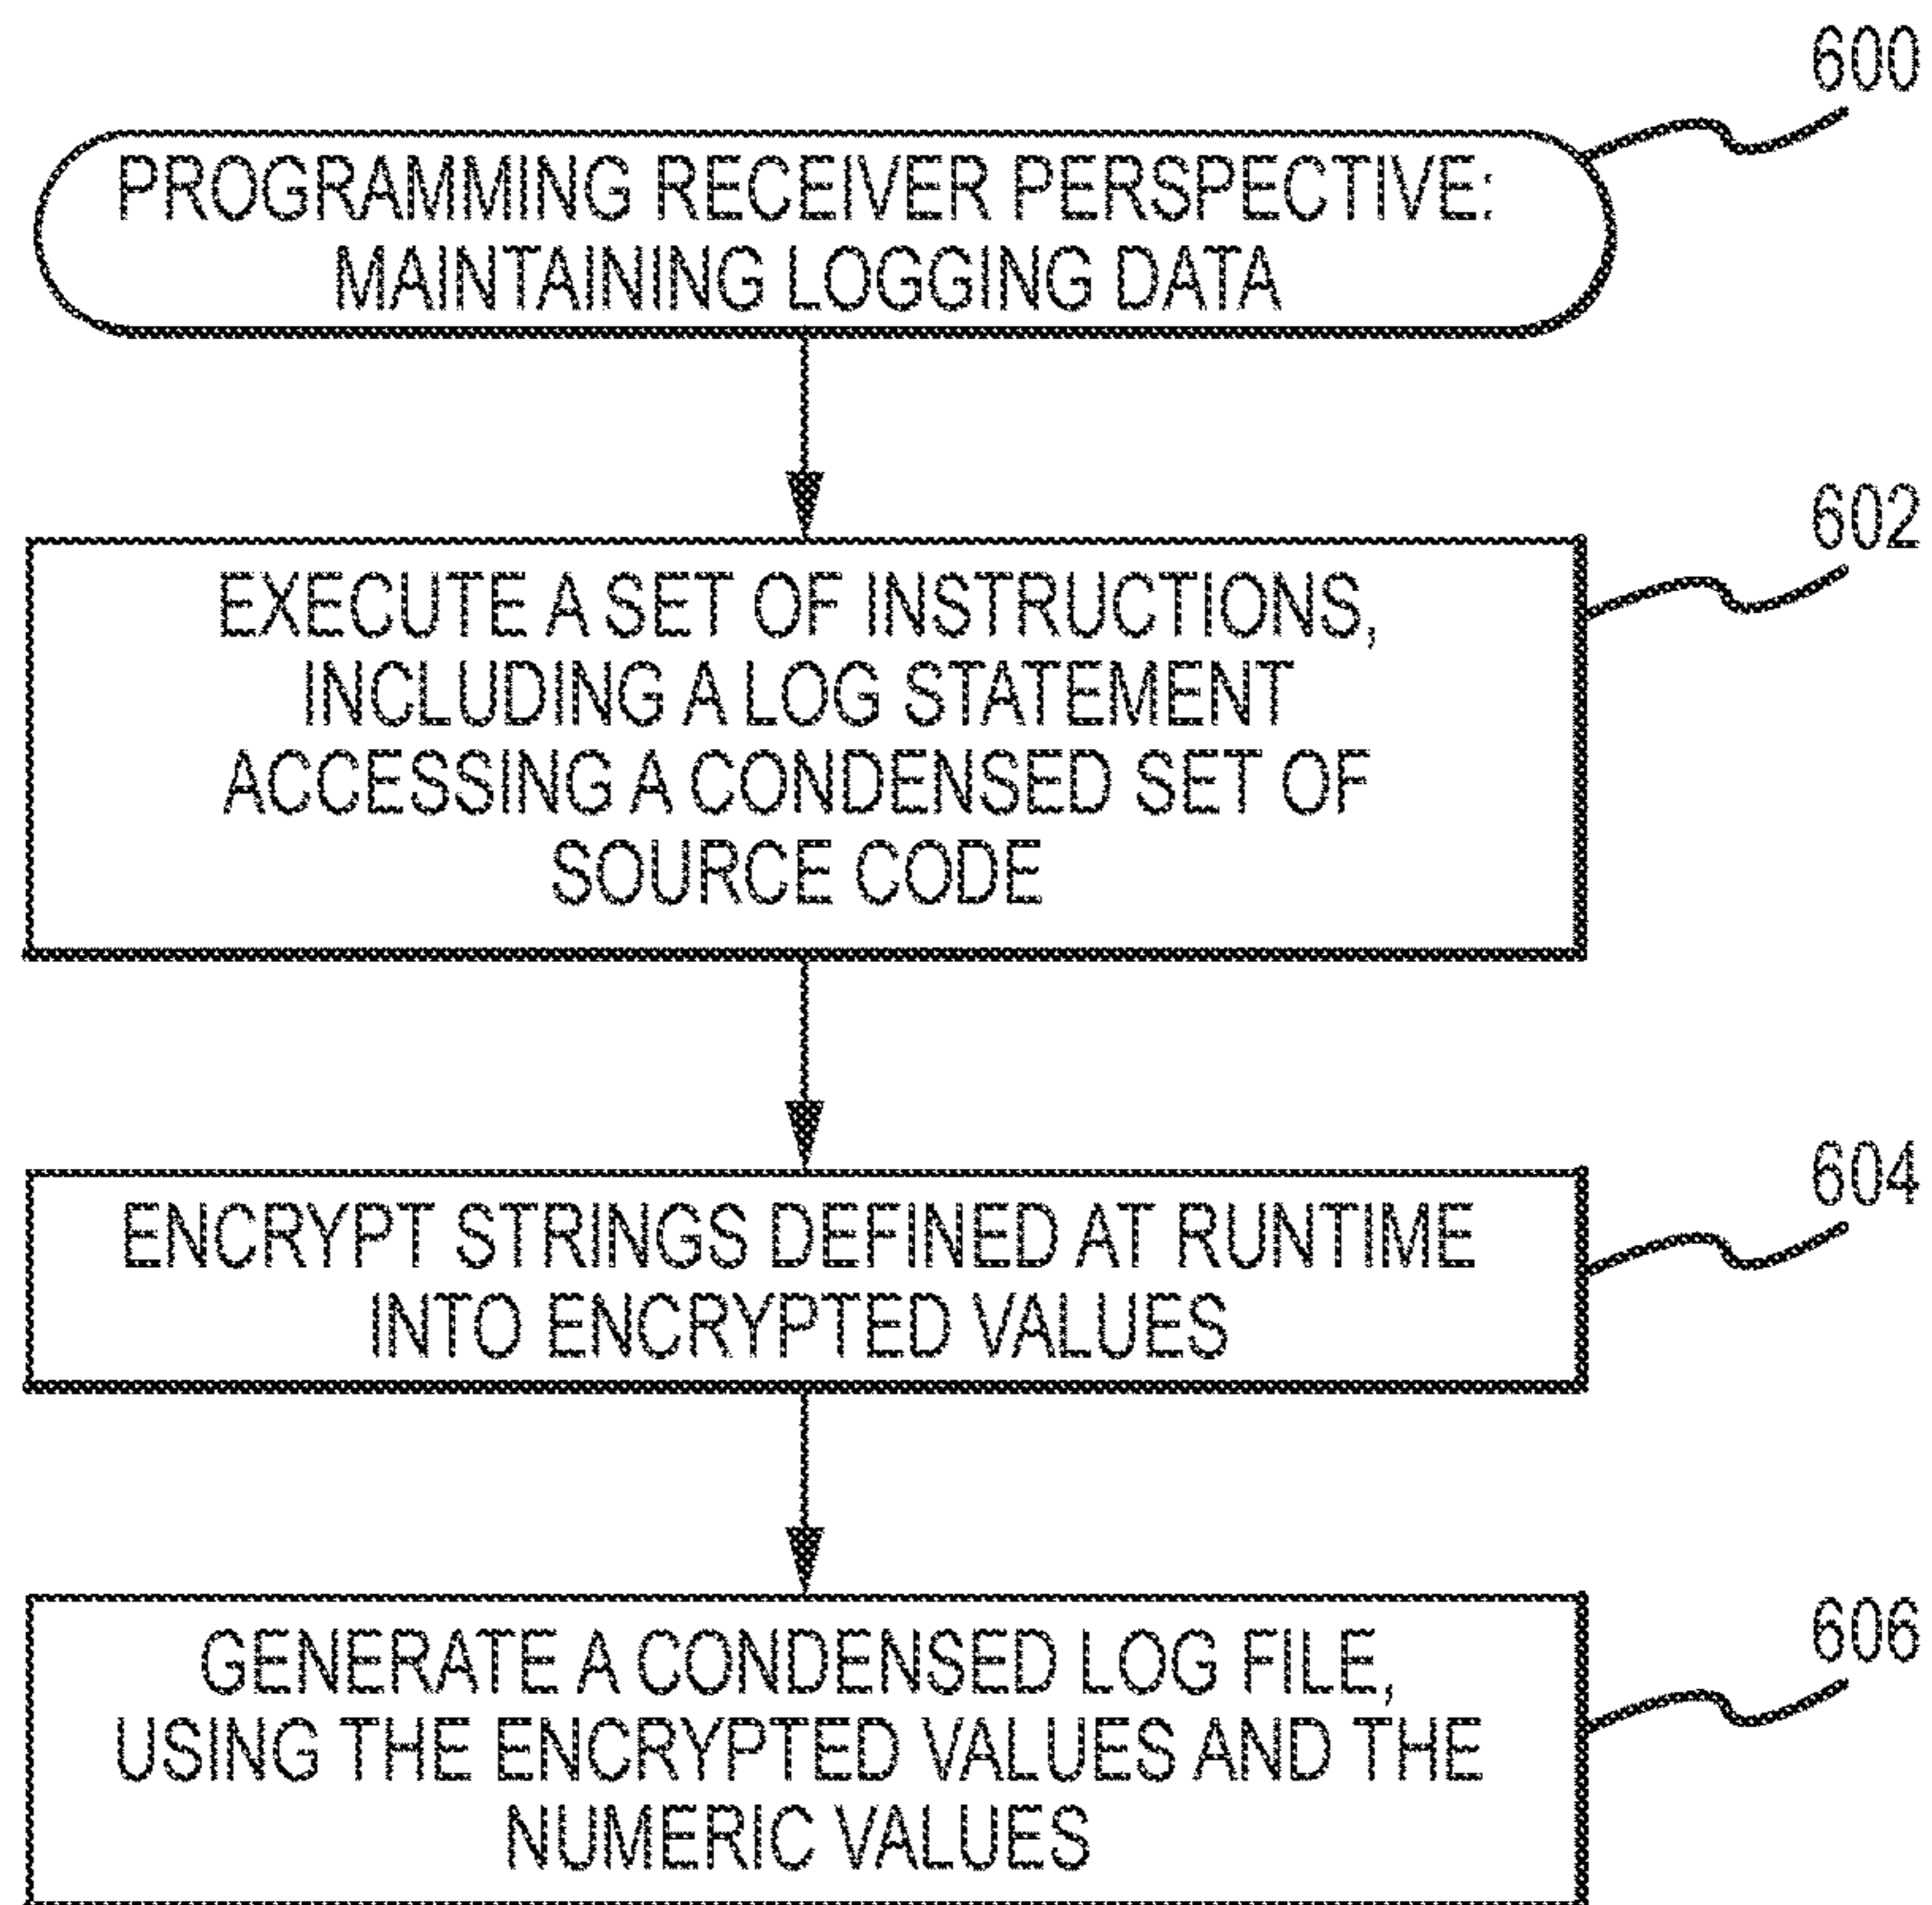 600
PROGRAMMING RECEIVER PERSPECTIVE:
MAINTAINING LOGGING DATA
602
EXECUTE A SET OF INSTRUCTIONS,
INCLUDING A LOG STATEMENT
ACCESSING A CONDENSED SET OF
SOURCE CODE
604
ENCRYPT STRINGS DEFINED AT RUNTIME
INTO ENCRYPTED VALUES
606
GENERATE A CONDENSED LOG FILE,
USING THE ENCRYPTED VALUES AND THE
NUMERIC VALUES